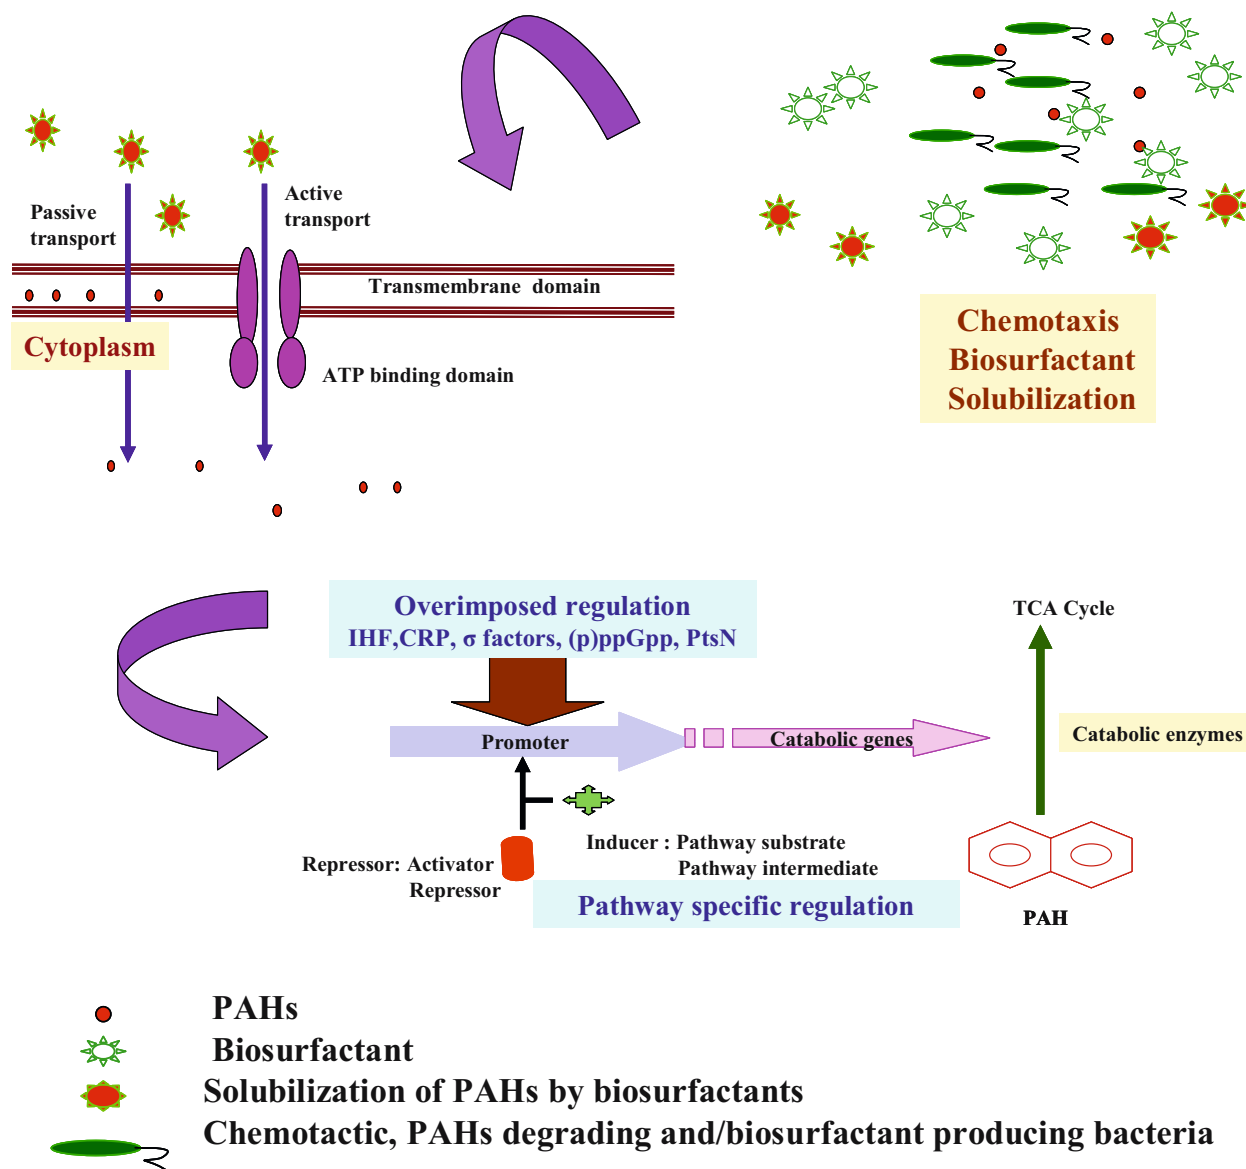 Passive
transport
Active
transport
Transmembrane domain
Cytoplasm
ATP binding domain
Chemotaxis
Biosurfactant
Solubilization
Overimposed regulation
IHF,CRP, σ factors, (p)ppGpp, PtsN
TCA Cycle
Promoter
Catabolic genes
Catabolic enzymes
Inducer : Pathway substrate
Pathway intermediate
Repressor: Activator
Repressor
Pathway specific regulation
PAH
PAHs
Biosurfactant
Solubilization of PAHs by biosurfactants
Chemotactic, PAHs degrading and/biosurfactant producing bacteria